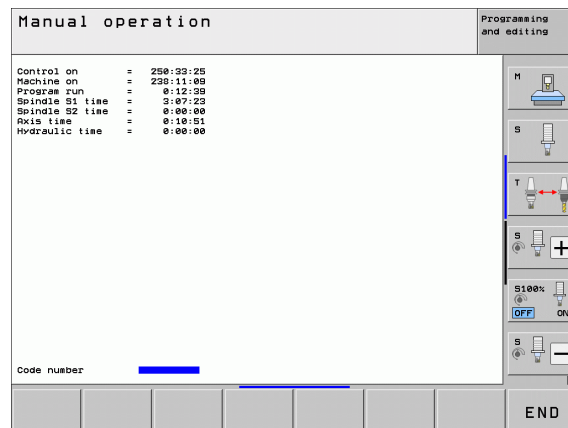 Manual operation
Programming
and editing
Control on = 250:33:25
Machine on = 238:11:09
Program run = 0:12:39
Spindle S1 time = 3:07:23
Spindle S2 time = 0:00:00
Axis time = 0:10:51
Hydraulic time = 0:00:00
M
S
T
S
+
S100%
OFF ON
S
-
Code number
END